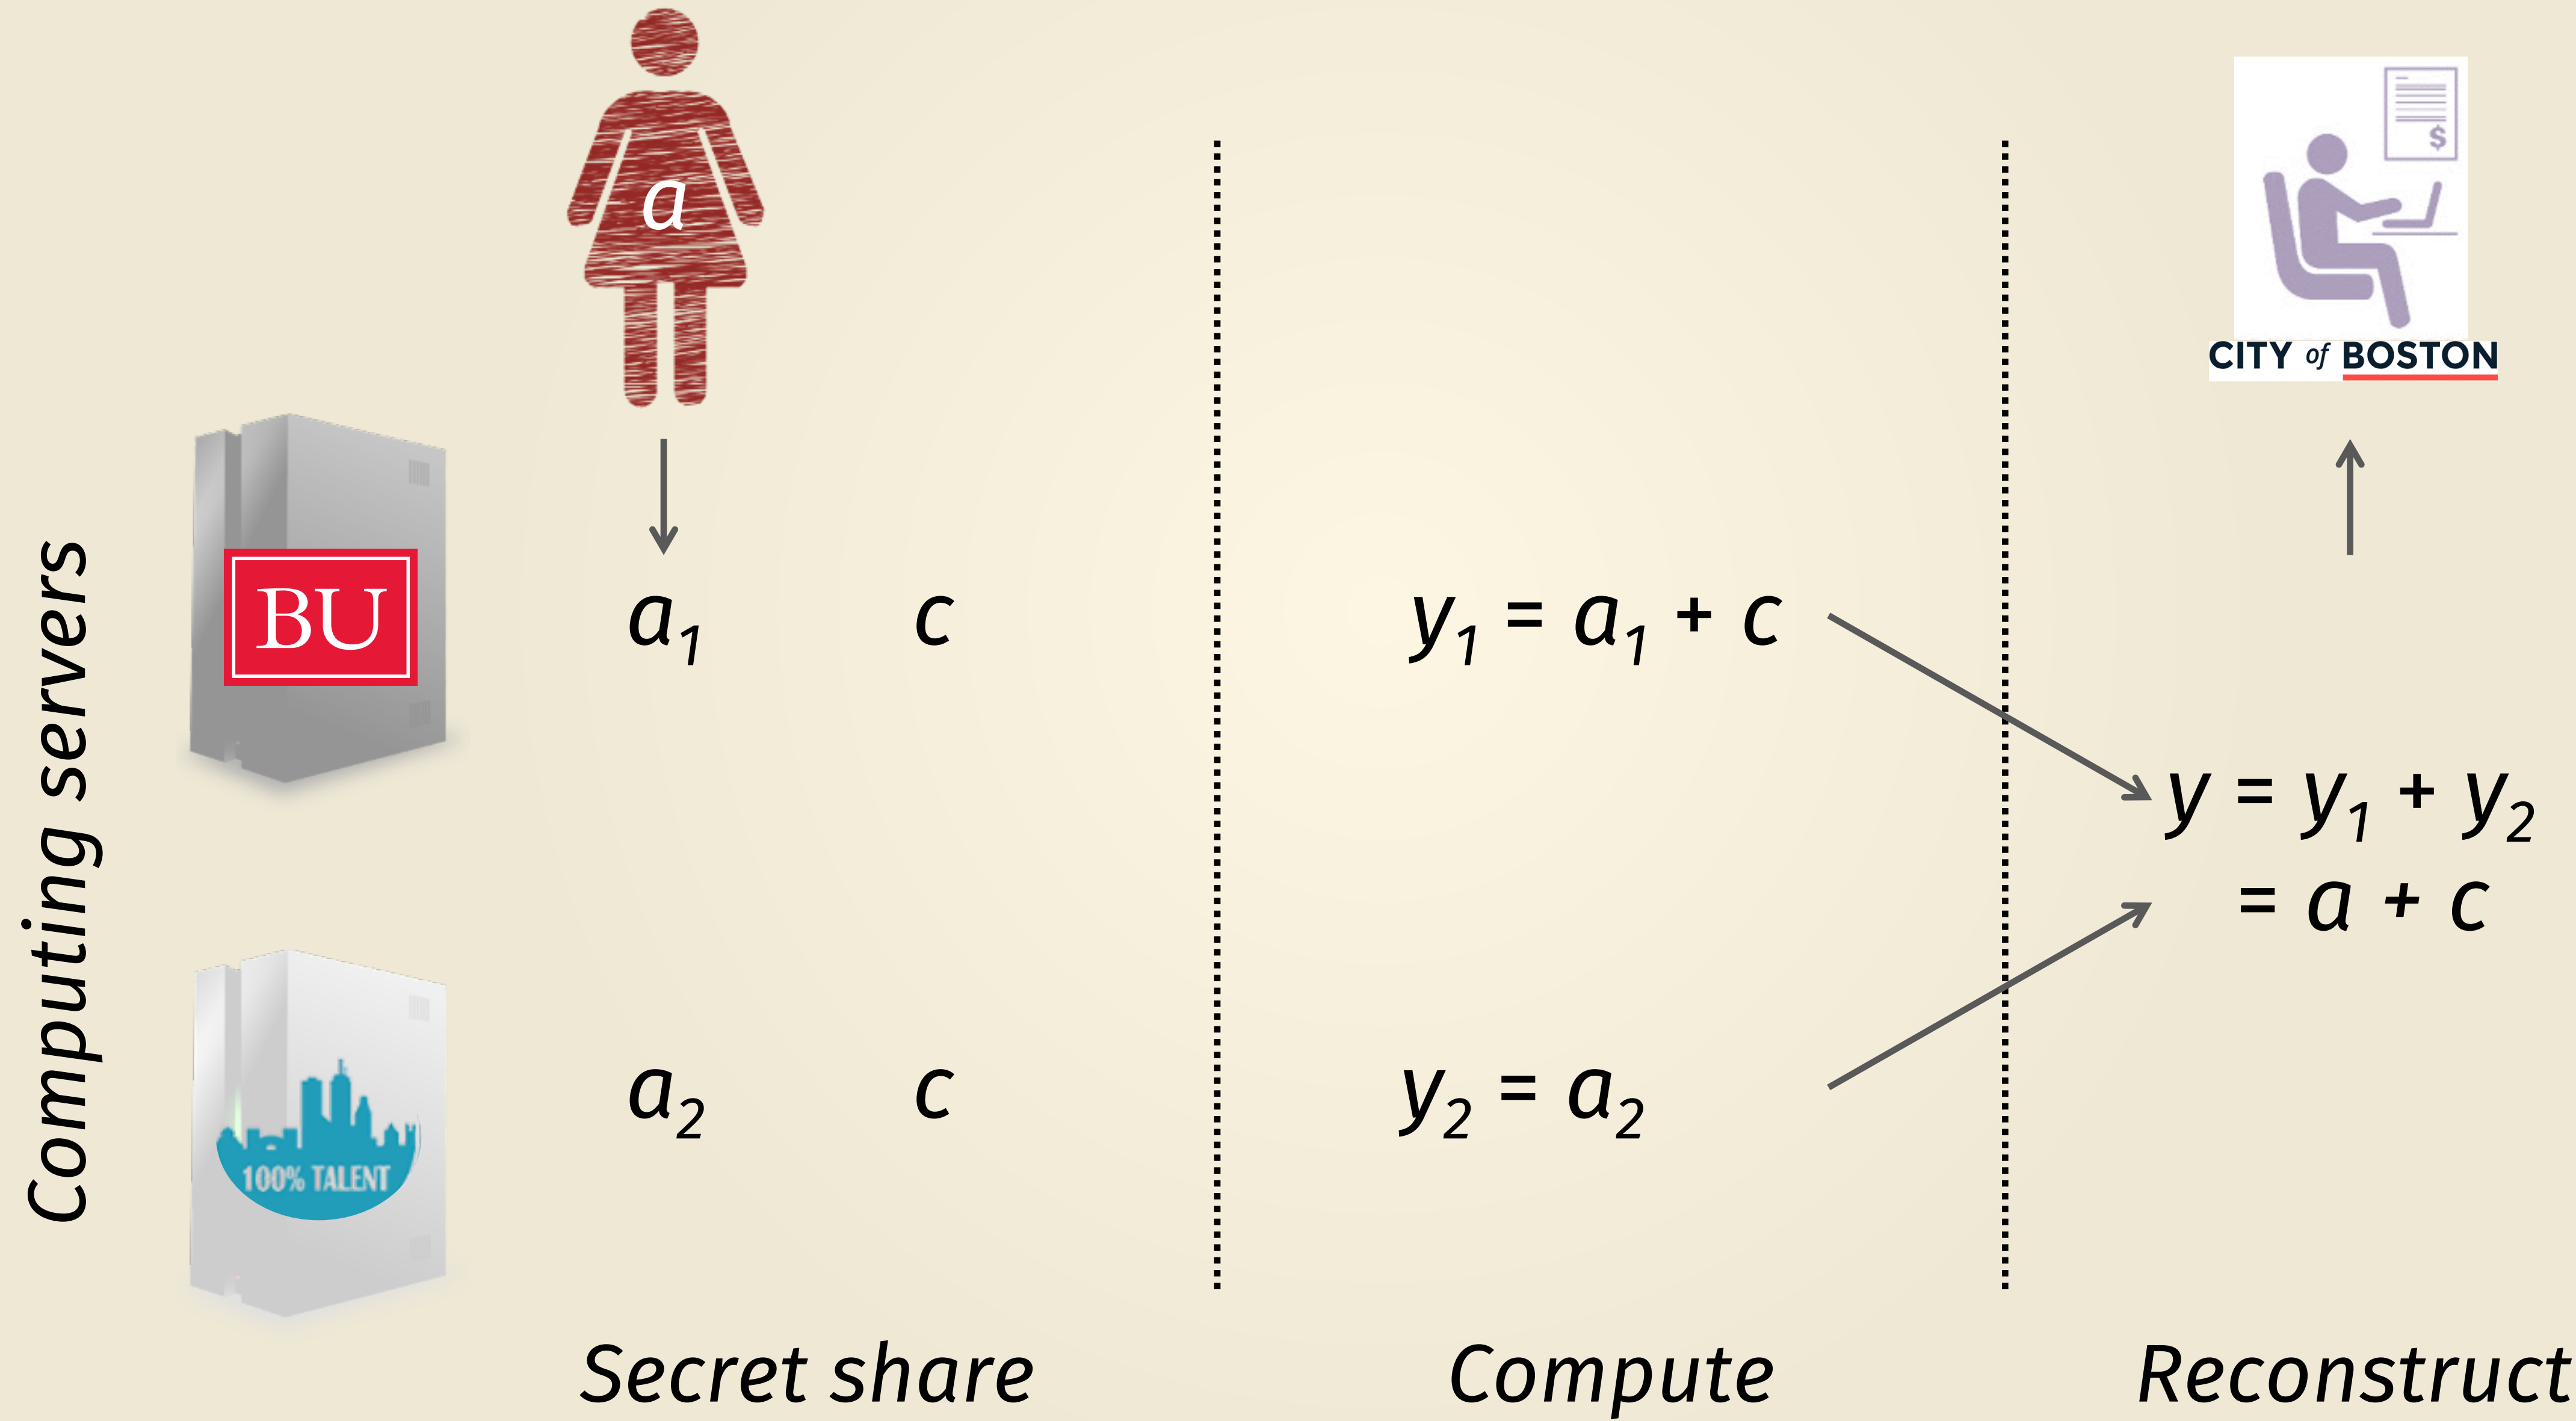 a
$
CITY of BOSTON
Computing servers
BU
a₁ c
y₁ = a₁ + c
y = y₁ + y₂
= a + c
100% TALENT
a₂ c
y₂ = a₂
Secret share
Compute
Reconstruct